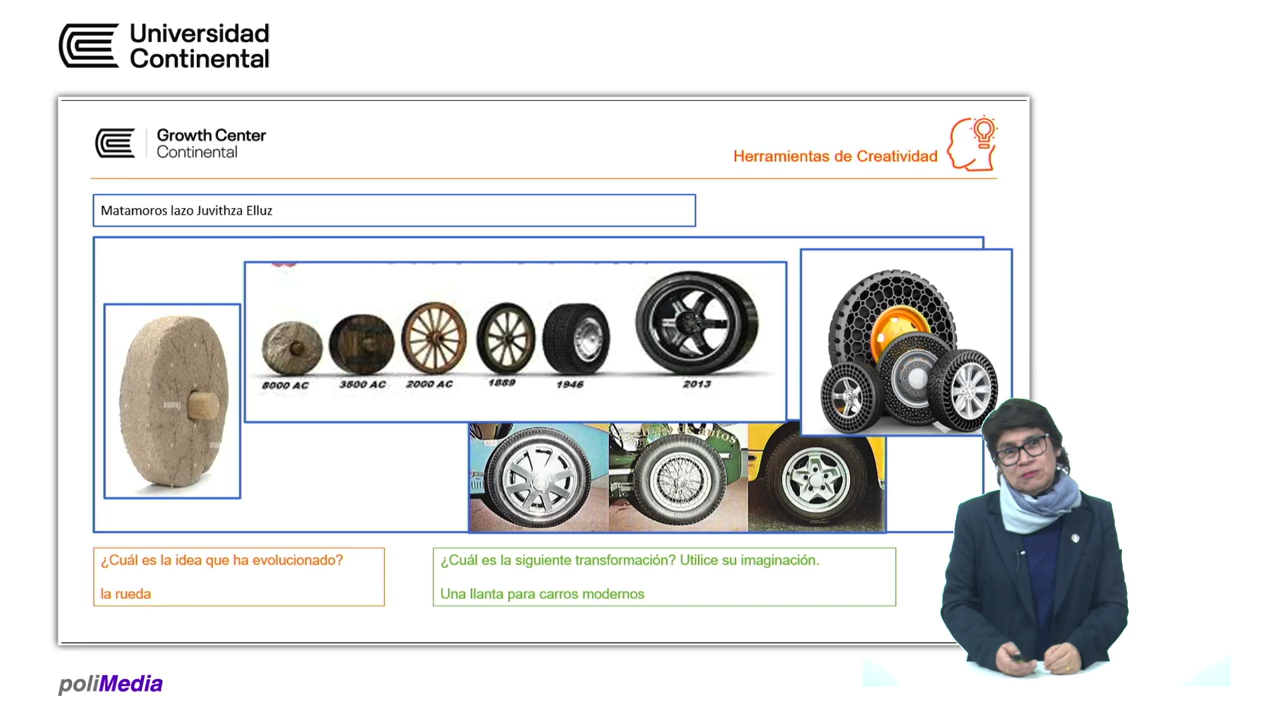 Universidad
Continental
Growth Center
Continental
Herramientas de Creatividad
Matamoros lazo Juvithza Elluz
8000 AC
3500 AC
2000 AC
1889
1946
2013
¿Cuál es la idea que ha evolucionado?
la rueda
¿Cuál es la siguiente transformación? Utilice su imaginación.
Una llanta para carros modernos
poliMedia